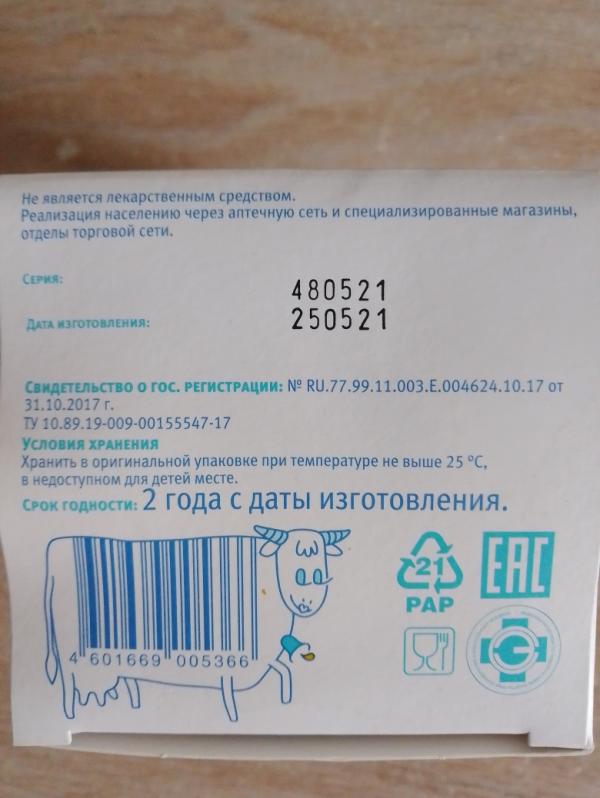 Не является лекарственным средством.
Реализация населению через аптечную сеть и специализированные магазины,
отделы торговой сети.
Серия:
480521
Дата изготовления:
250521
Свидетельство о гос. регистрации: № RU.77.99.11.003.Е.004624.10.17 от
31.10.2017 г.
ТУ 10.89.19-009-00155547-17
Условия хранения
Хранить в оригинальной упаковке при температуре не выше 25 °С,
в недоступном для детей месте.
Срок годности: 2 года с даты изготовления.
21
PAP
EAC
4 601669 005366